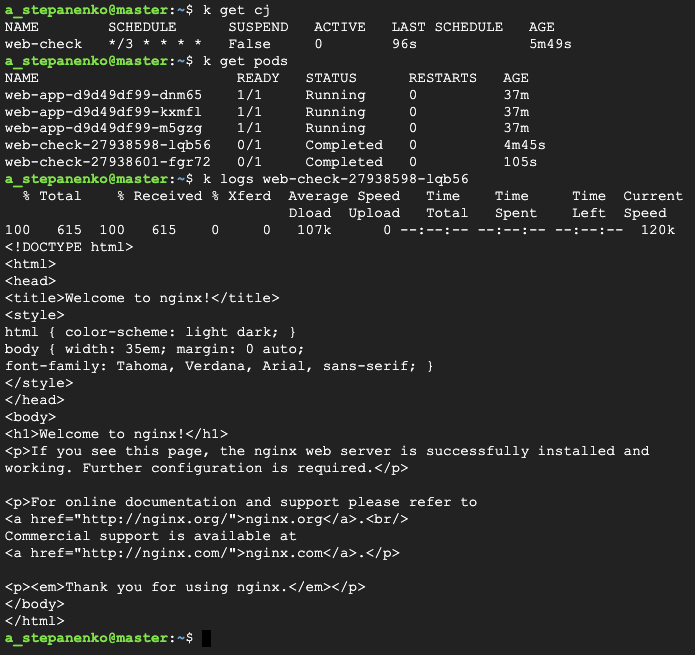 a_stepanenko@master:~$ k get cj
NAME        SCHEDULE      SUSPEND   ACTIVE   LAST SCHEDULE   AGE
web-check   */3 * * * *   False     0        96s             5m49s
a_stepanenko@master:~$ k get pods
NAME                       READY   STATUS      RESTARTS   AGE
web-app-d9d49df99-dnm65    1/1     Running     0          37m
web-app-d9d49df99-kxmfl    1/1     Running     0          37m
web-app-d9d49df99-m5gzg    1/1     Running     0          37m
web-check-27938598-lqb56   0/1     Completed   0          4m45s
web-check-27938601-fgr72   0/1     Completed   0          105s
a_stepanenko@master:~$ k logs web-check-27938598-lqb56
  % Total    % Received % Xferd  Average Speed   Time    Time     Time  Current
                                 Dload  Upload   Total   Spent    Left  Speed
100   615  100   615    0     0   107k      0 --:--:-- --:--:-- --:--:--  120k
<!DOCTYPE html>
<html>
<head>
<title>Welcome to nginx!</title>
<style>
html { color-scheme: light dark; }
body { width: 35em; margin: 0 auto;
font-family: Tahoma, Verdana, Arial, sans-serif; }
</style>
</head>
<body>
<h1>Welcome to nginx!</h1>
<p>If you see this page, the nginx web server is successfully installed and
working. Further configuration is required.</p>

<p>For online documentation and support please refer to
<a href="http://nginx.org/">nginx.org</a>.<br/>
Commercial support is available at
<a href="http://nginx.com/">nginx.com</a>.</p>

<p><em>Thank you for using nginx.</em></p>
</body>
</html>
a_stepanenko@master:~$